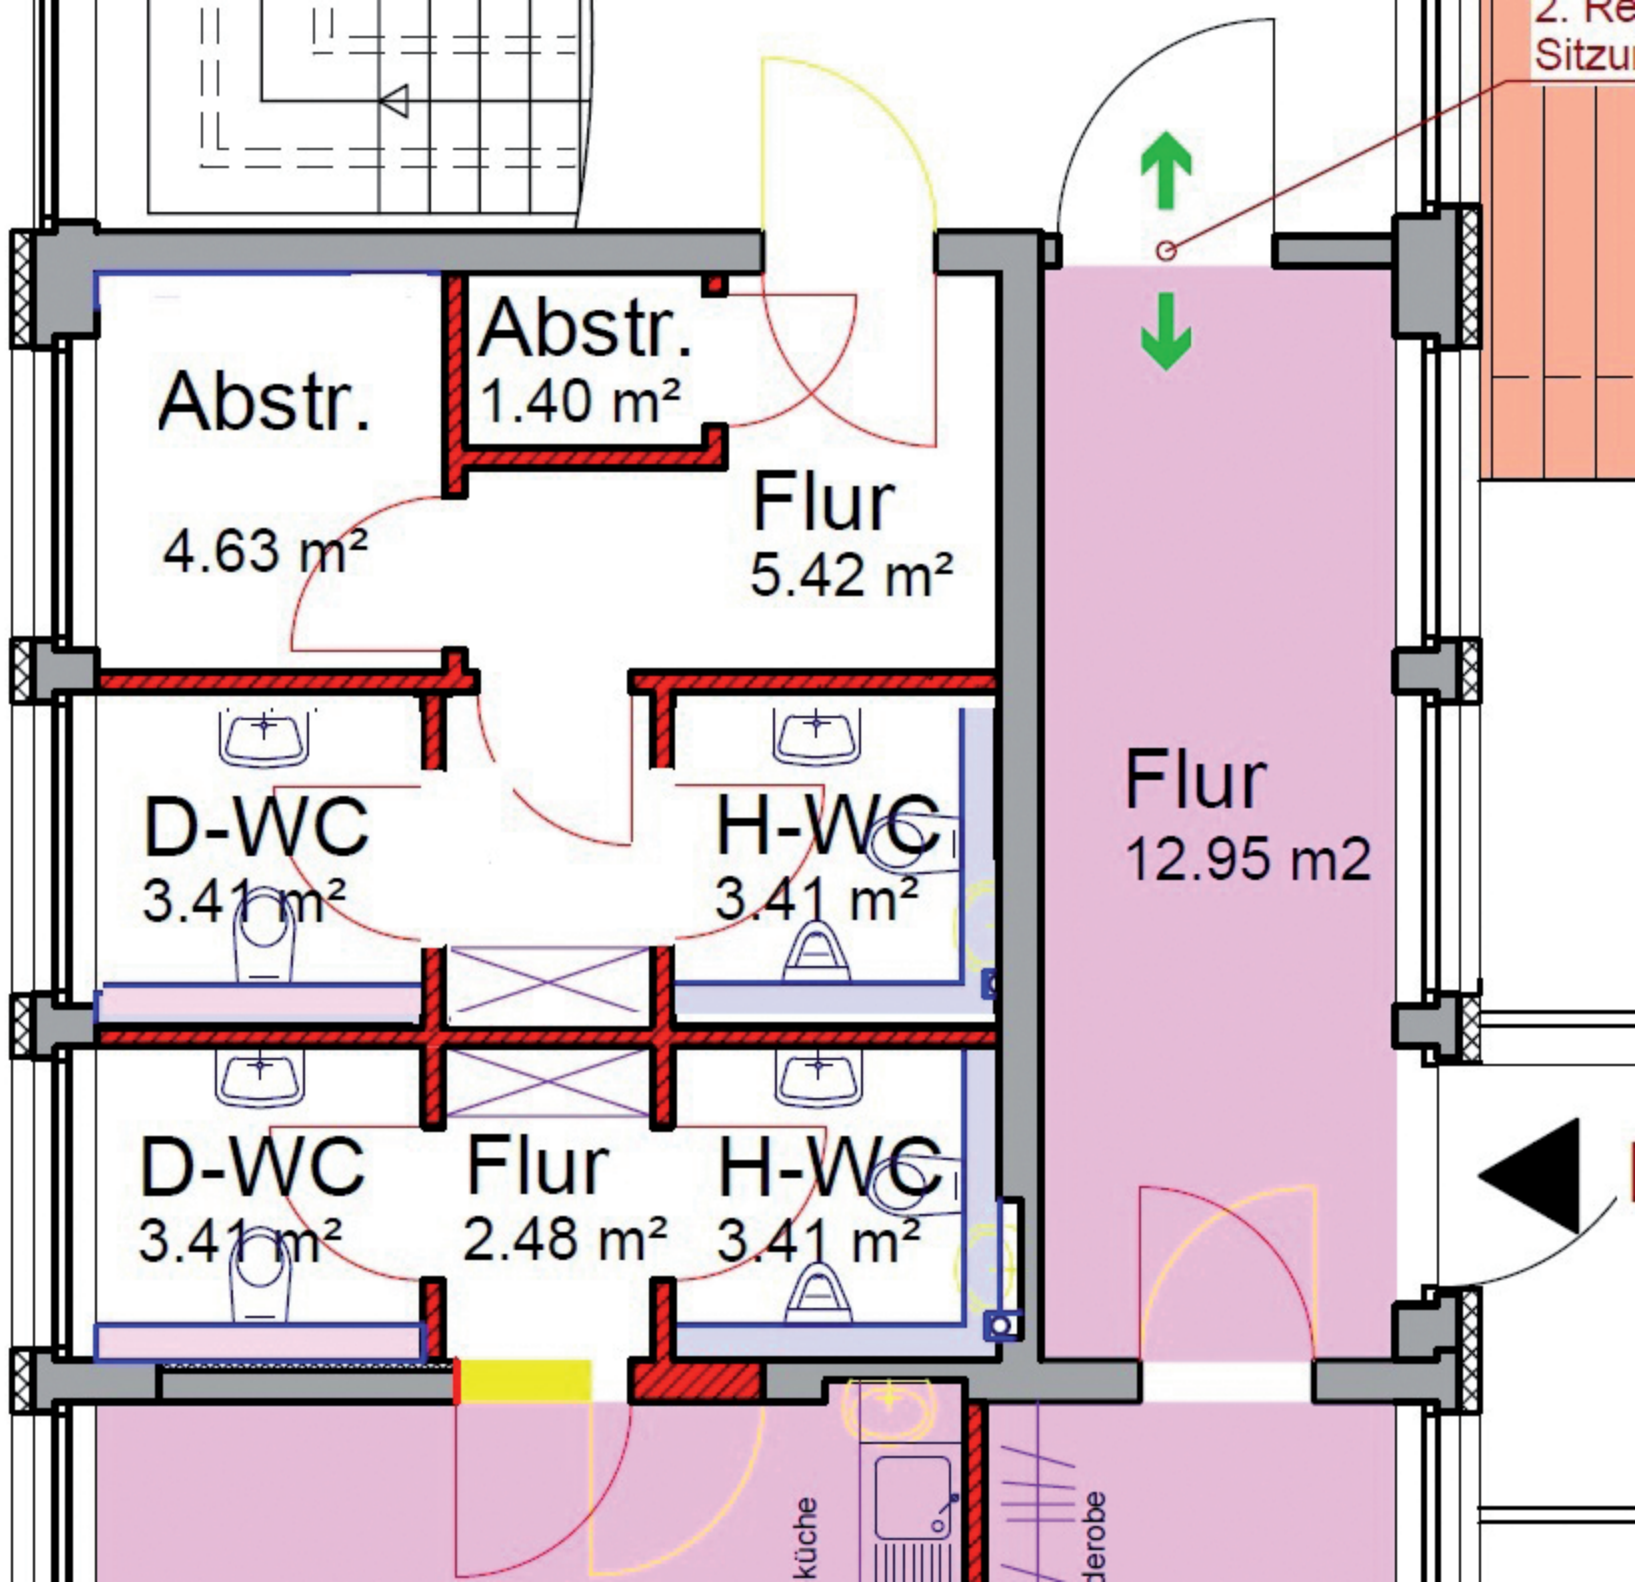 2. Re
Sitzu
Abstr.
1.40 m²
Abstr.
4.63 m²
Flur
5.42 m²
Flur
12.95 m2
D-WC
3.41 m²
H-WC
3.41 m²
D-WC
3.41 m²
Flur
2.48 m²
H-WC
3.41 m²
küche
derobe